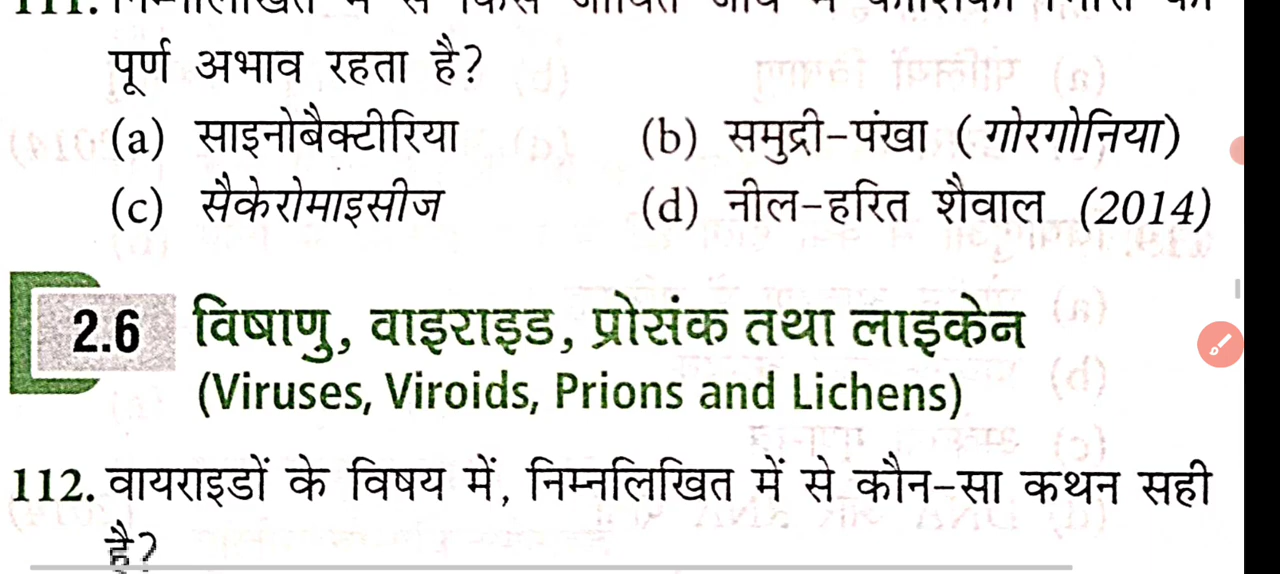 पूर्ण अभाव रहता है?
(a) साइनोबैक्टीरिया (b) समुद्री-पंखा (गोरगोनिया)
(c) सैकेरोमाइसीज (d) नील-हरित शैवाल (2014)
2.6 विषाणु, वाइराइड, प्रोसंक तथा लाइकेन
(Viruses, Viroids, Prions and Lichens)
112. वायराइडों के विषय में, निम्नलिखित में से कौन-सा कथन सही
है?